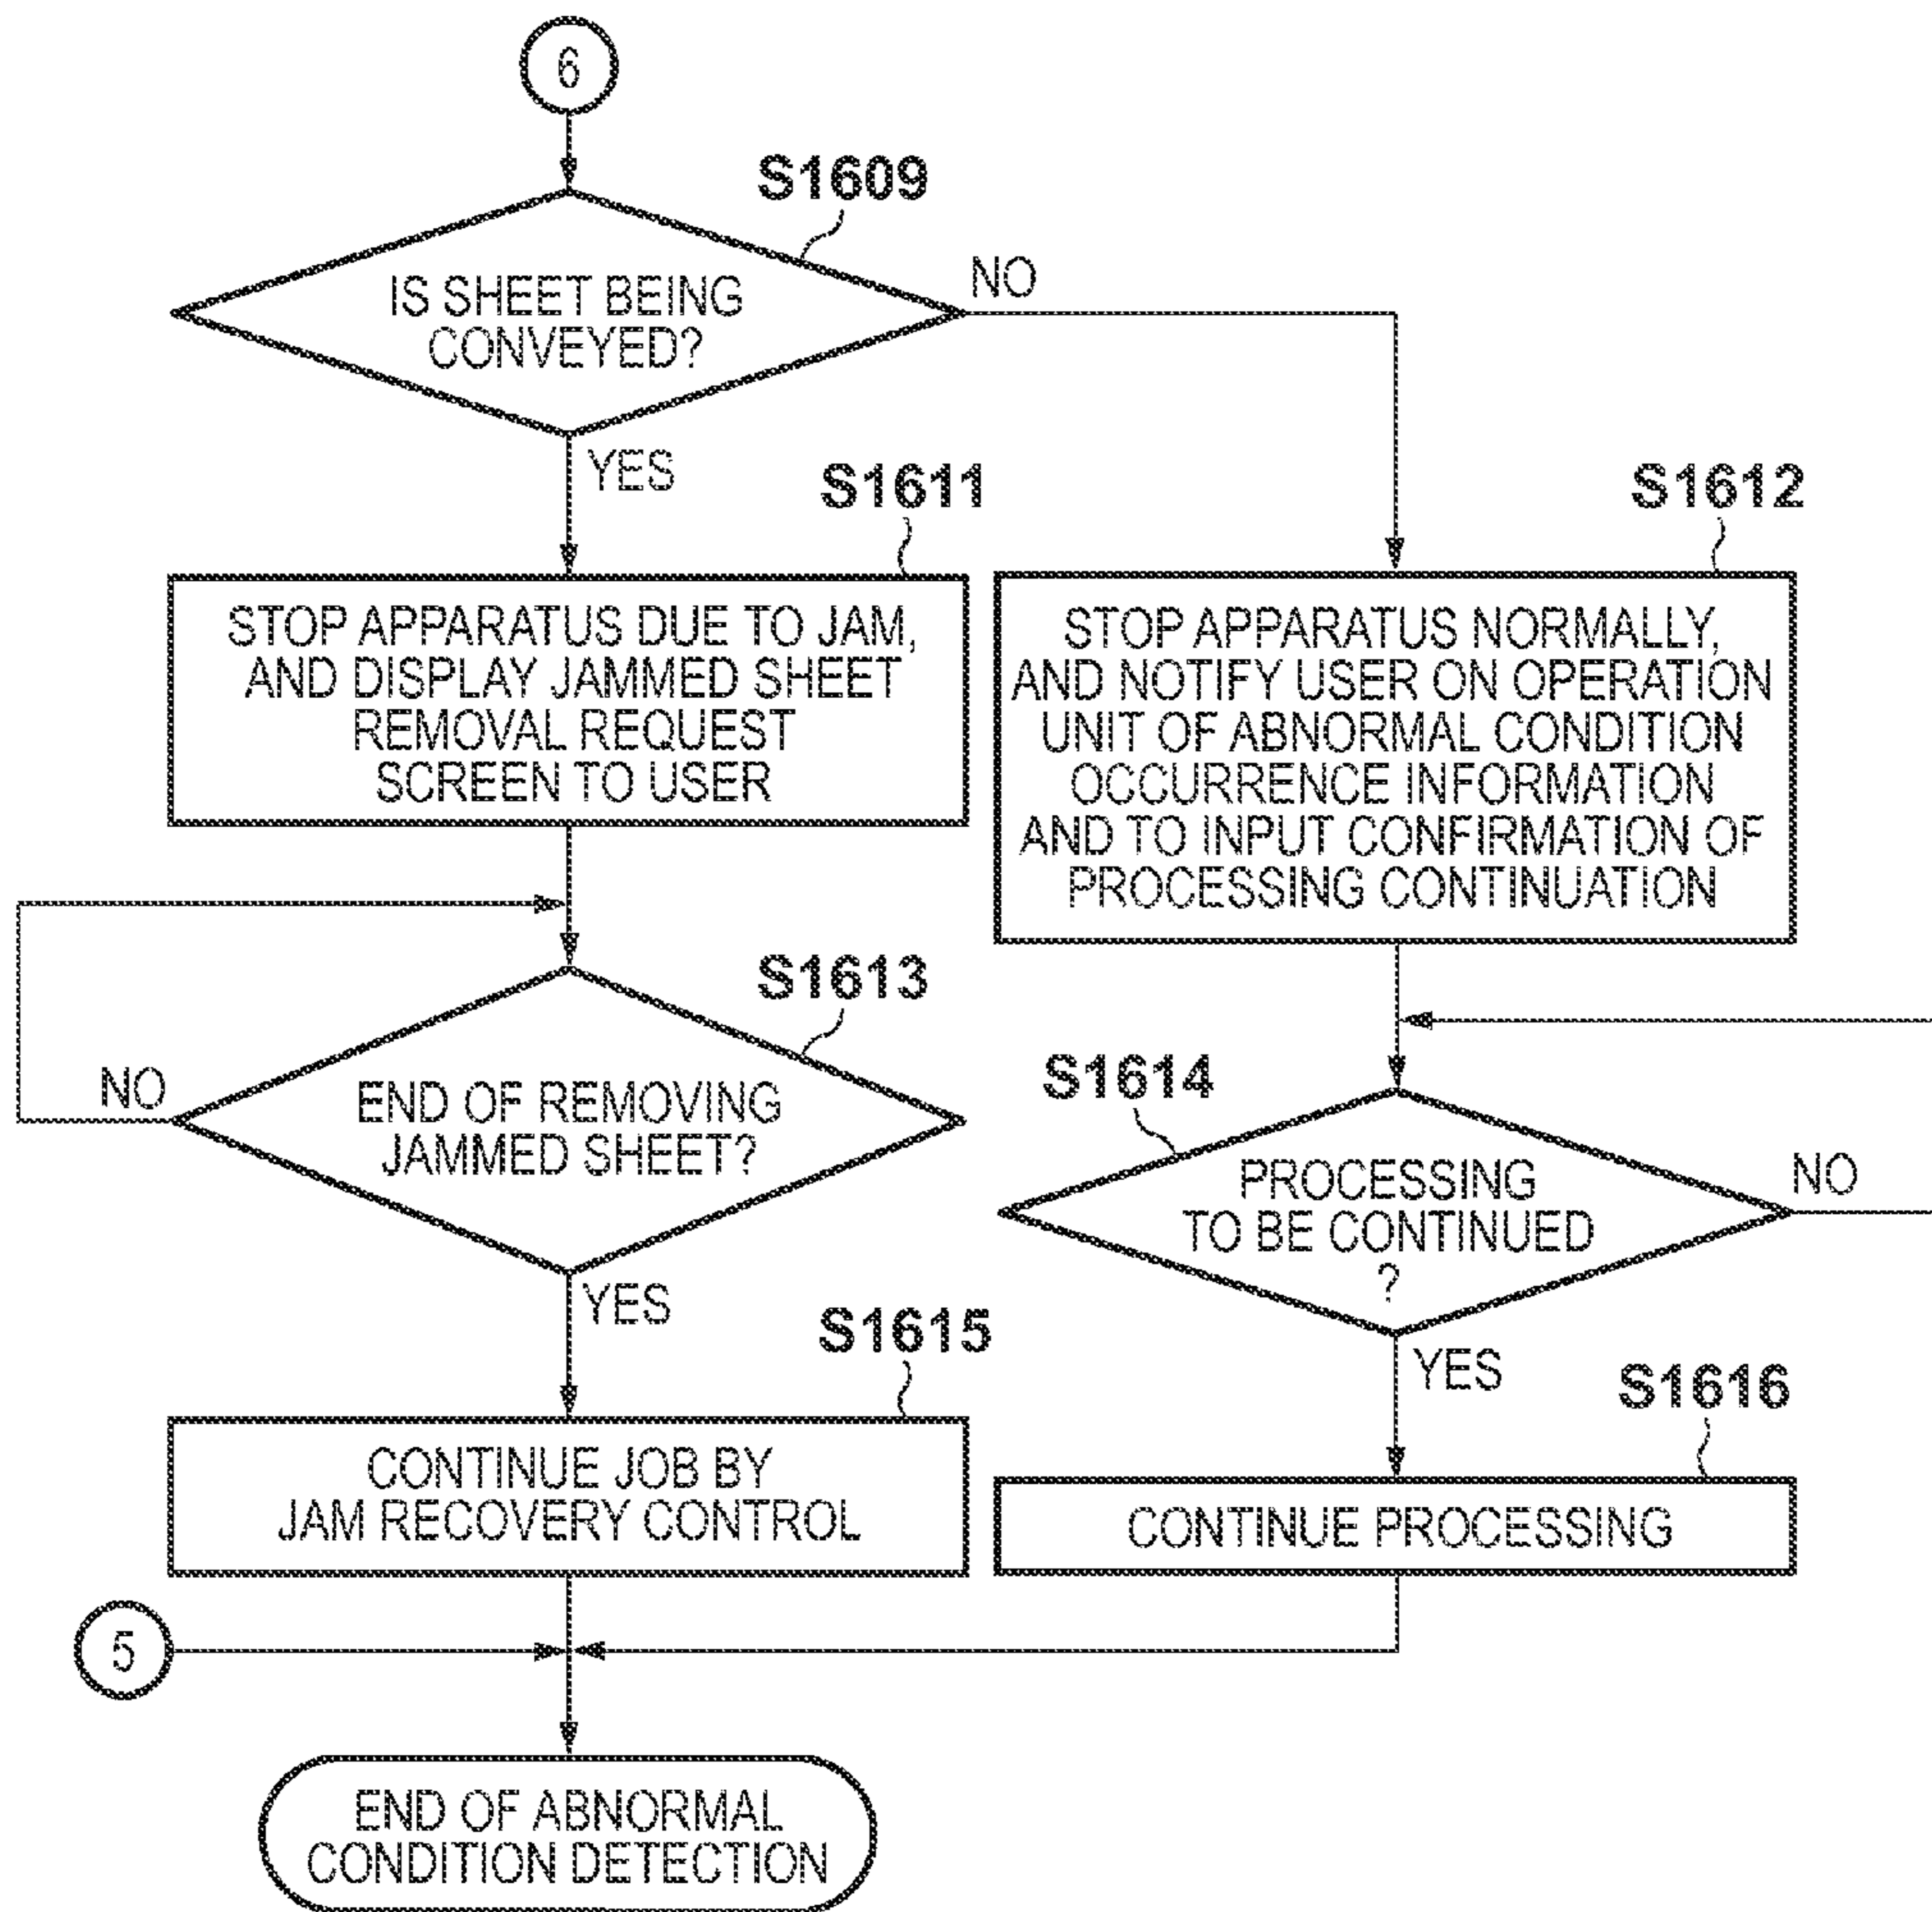 6
S1609
IS SHEET BEING
CONVEYED?
NO
YES
S1611
STOP APPARATUS DUE TO JAM,
AND DISPLAY JAMMED SHEET
REMOVAL REQUEST
SCREEN TO USER
S1612
STOP APPARATUS NORMALLY,
AND NOTIFY USER ON OPERATION
UNIT OF ABNORMAL CONDITION
OCCURRENCE INFORMATION
AND TO INPUT CONFIRMATION OF
PROCESSING CONTINUATION
S1613
NO
END OF REMOVING
JAMMED SHEET?
YES
S1614
PROCESSING
TO BE CONTINUED
?
NO
YES
S1615
CONTINUE JOB BY
JAM RECOVERY CONTROL
S1616
CONTINUE PROCESSING
5
END OF ABNORMAL
CONDITION DETECTION